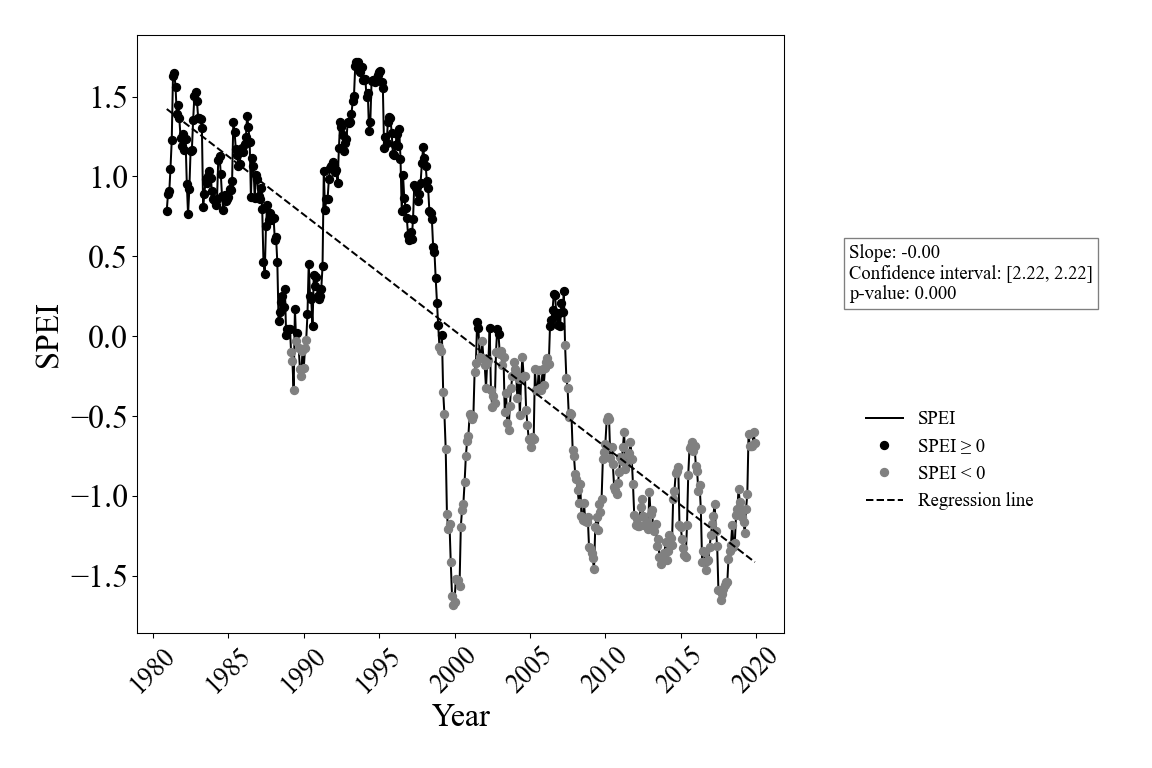 SPEI
1.5
1.0
0.5
0.0
−0.5
−1.0
−1.5
1980
1985
1990
1995
2000
2005
2010
2015
2020
Year
Slope: -0.00
Confidence interval: [2.22, 2.22]
p-value: 0.000
SPEI
SPEI ≥ 0
SPEI < 0
Regression line